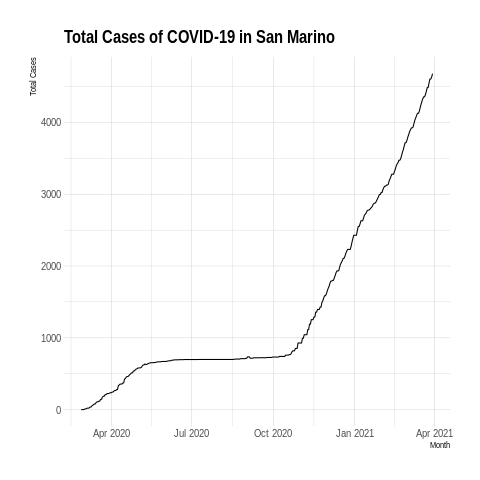 Total Cases of COVID-19 in San Marino
Total Cases
4000
3000
2000
1000
0
Apr 2020 Jul 2020 Oct 2020 Jan 2021 Apr 2021
Month